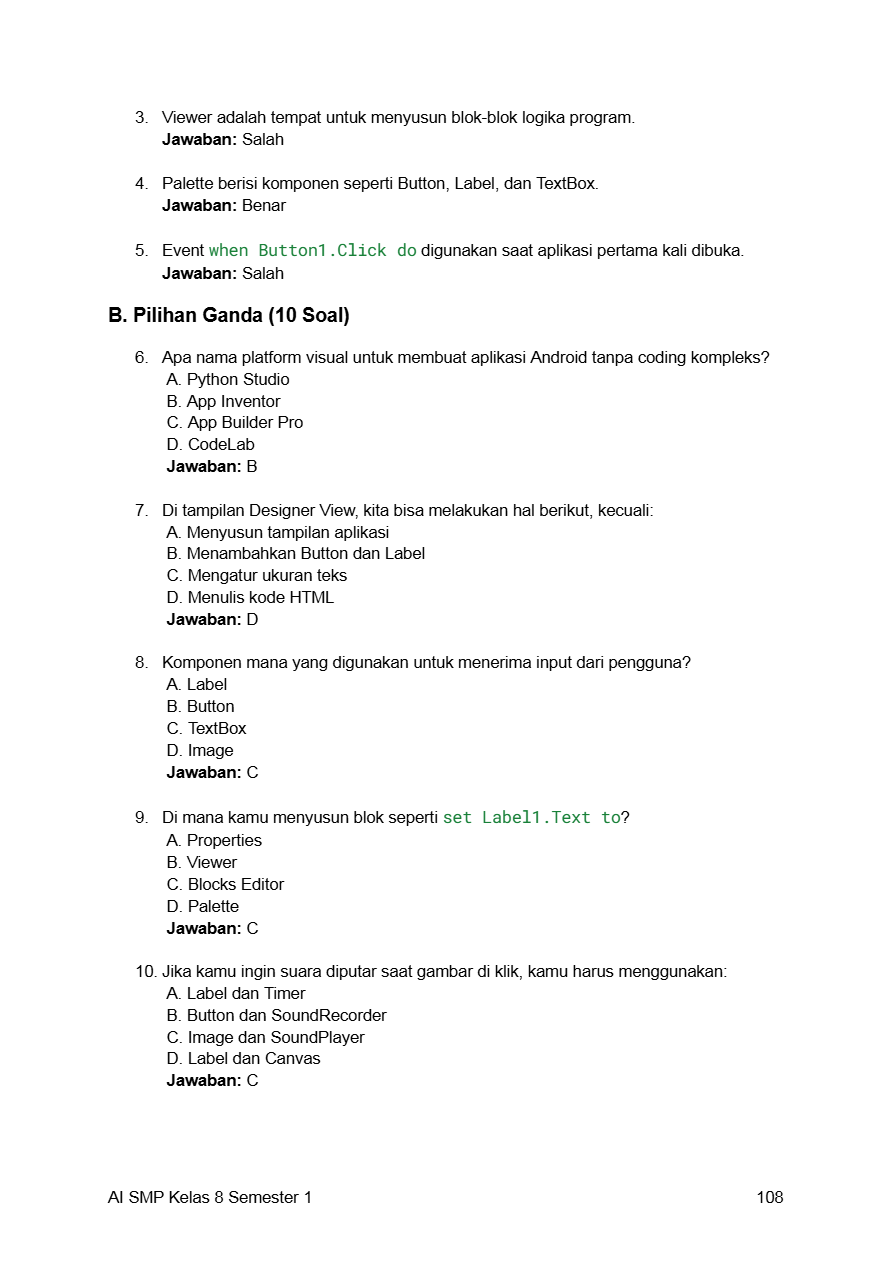 3. Viewer adalah tempat untuk menyusun blok-blok logika program.
Jawaban: Salah
4. Palette berisi komponen seperti Button, Label, dan TextBox.
Jawaban: Benar
5. Event when Button1.Click do digunakan saat aplikasi pertama kali dibuka.
Jawaban: Salah
B. Pilihan Ganda (10 Soal)
6. Apa nama platform visual untuk membuat aplikasi Android tanpa coding kompleks?
A. Python Studio
B. App Inventor
C. App Builder Pro
D. CodeLab
Jawaban: B
7. Di tampilan Designer View, kita bisa melakukan hal berikut, kecuali:
A. Menyusun tampilan aplikasi
B. Menambahkan Button dan Label
C. Mengatur ukuran teks
D. Menulis kode HTML
Jawaban: D
8. Komponen mana yang digunakan untuk menerima input dari pengguna?
A. Label
B. Button
C. TextBox
D. Image
Jawaban: C
9. Di mana kamu menyusun blok seperti set Label1.Text to?
A. Properties
B. Viewer
C. Blocks Editor
D. Palette
Jawaban: C
10. Jika kamu ingin suara diputar saat gambar di klik, kamu harus menggunakan:
A. Label dan Timer
B. Button dan SoundRecorder
C. Image dan SoundPlayer
D. Label dan Canvas
Jawaban: C
AI SMP Kelas 8 Semester 1 108